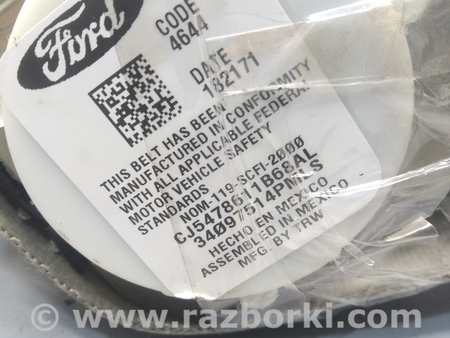 Ford
CODE
4644
DATE
182171
THIS BELT HAS BEEN
MANUFACTURED IN CONFORMITY
WITH ALL APPLICABLE FEDERAL
MOTOR VEHICLE SAFETY
STANDARDS
NOM-119-SCFI-2000
CJ5478611B68AL
34097514PMLS
HECHO EN MEXICO
ASSEMBLED IN MEXICO
MFG. BY TRW
www.razborki.com